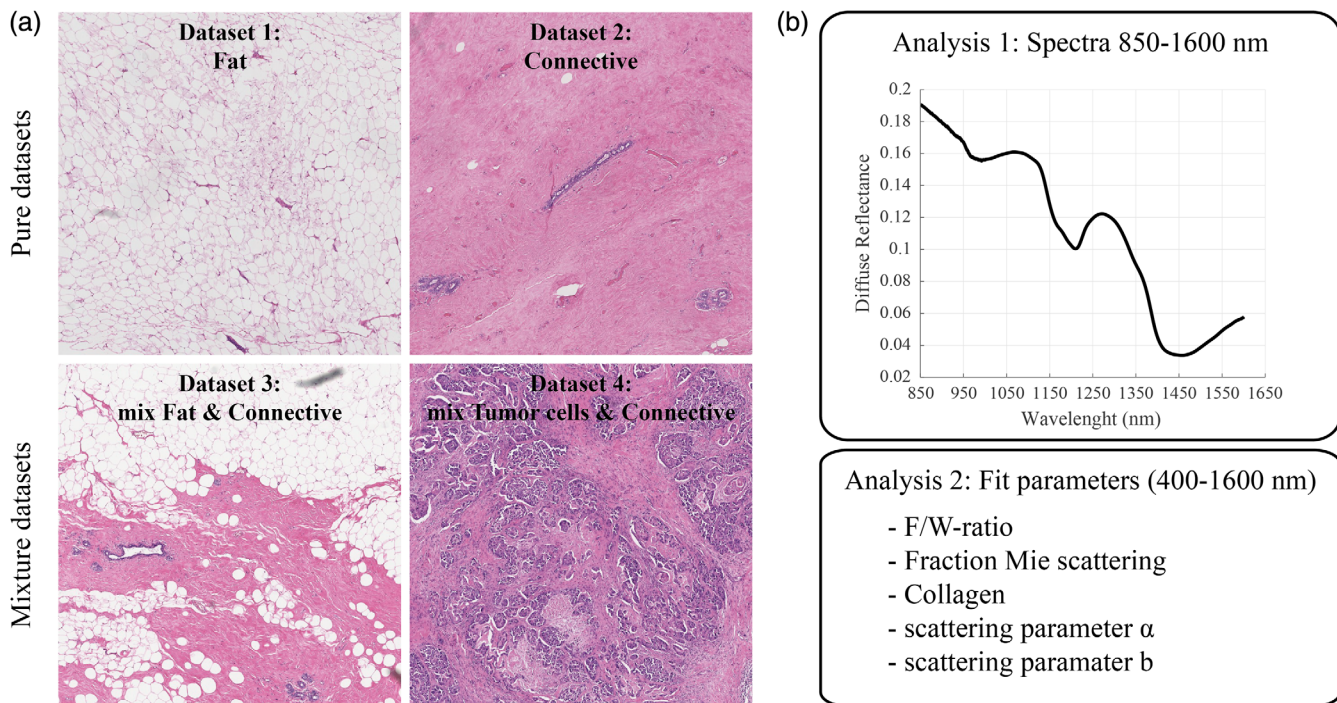 (a)
Pure datasets
Dataset 1:
Fat
Dataset 2:
Connective
Mixture datasets
Dataset 3:
mix Fat & Connective
Dataset 4:
mix Tumor cells & Connective
(b)
Analysis 1: Spectra 850-1600 nm
Diffuse Reflectance
0.2
0.18
0.16
0.14
0.12
0.1
0.08
0.06
0.04
0.02
850 950 1050 1150 1250 1350 1450 1550 1650
Wavelenght (nm)
Analysis 2: Fit parameters (400-1600 nm)
- F/W-ratio
- Fraction Mie scattering
- Collagen
- scattering parameter α
- scattering paramater b